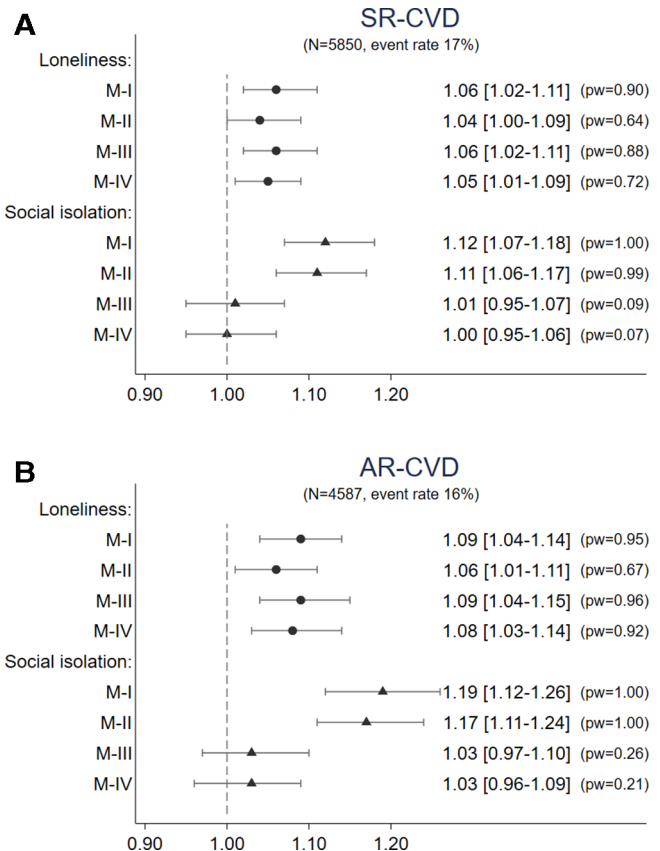 A
SR-CVD
(N=5850, event rate 17%)
Loneliness:
M-I 1.06 [1.02-1.11] (pw=0.90)
M-II 1.04 [1.00-1.09] (pw=0.64)
M-III 1.06 [1.02-1.11] (pw=0.88)
M-IV 1.05 [1.01-1.09] (pw=0.72)
Social isolation:
M-I 1.12 [1.07-1.18] (pw=1.00)
M-II 1.11 [1.06-1.17] (pw=0.99)
M-III 1.01 [0.95-1.07] (pw=0.09)
M-IV 1.00 [0.95-1.06] (pw=0.07)
0.90 1.00 1.10 1.20
B
AR-CVD
(N=4587, event rate 16%)
Loneliness:
M-I 1.09 [1.04-1.14] (pw=0.95)
M-II 1.06 [1.01-1.11] (pw=0.67)
M-III 1.09 [1.04-1.15] (pw=0.96)
M-IV 1.08 [1.03-1.14] (pw=0.92)
Social isolation:
M-I 1.19 [1.12-1.26] (pw=1.00)
M-II 1.17 [1.11-1.24] (pw=1.00)
M-III 1.03 [0.97-1.10] (pw=0.26)
M-IV 1.03 [0.96-1.09] (pw=0.21)
0.90 1.00 1.10 1.20